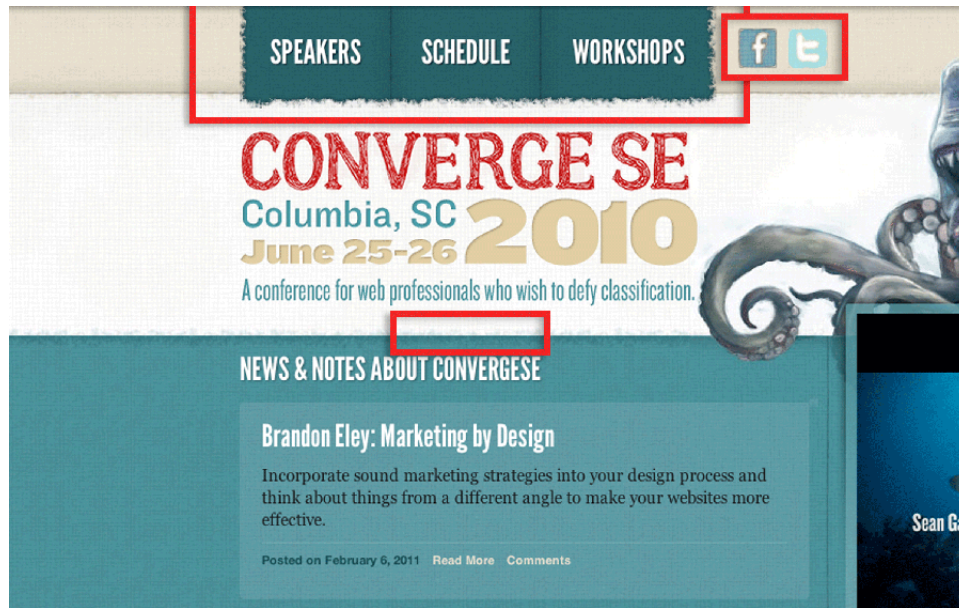 SPEAKERS SCHEDULE WORKSHOPS f t
CONVERGE SE
Columbia, SC
June 25-26 2010
A conference for web professionals who wish to defy classification.
NEWS & NOTES ABOUT CONVERGESE
Brandon Eley: Marketing by Design
Incorporate sound marketing strategies into your design process and
think about things from a different angle to make your websites more
effective.
Posted on February 6, 2011 Read More Comments
Sean